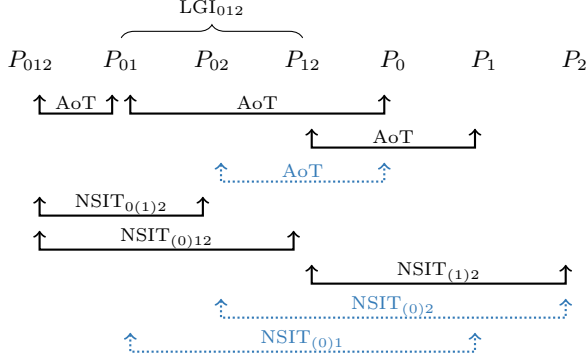 LGI₀₁₂
P₀₁₂ P₀₁ P₀₂ P₁₂ P₀ P₁ P₂
AoT AoT
AoT
AoT
NSIT₀₍₁₎₂
NSIT₍₀₎₁₂
NSIT₍₁₎₂
NSIT₍₀₎₂
NSIT₍₀₎₁